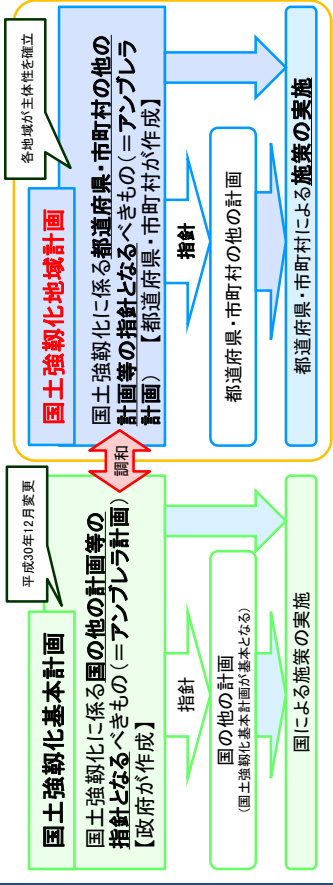 国土強靱化基本計画
平成30年12月変更
国土強靱化に係る国の他の計画等の
指針となるべきもの(=アンブレラ計画)
【政府が作成】
指針
国の他の計画
(国土強靱化基本計画が基本となる)
国による施策の実施
調和
国土強靱化地域計画
各地域が主体性を確立
国土強靱化に係る都道府県・市町村の他の
計画等の指針となるべきもの(=アンブレラ
計画) 【都道府県・市町村が作成】
指針
都道府県・市町村の他の計画
都道府県・市町村による施策の実施